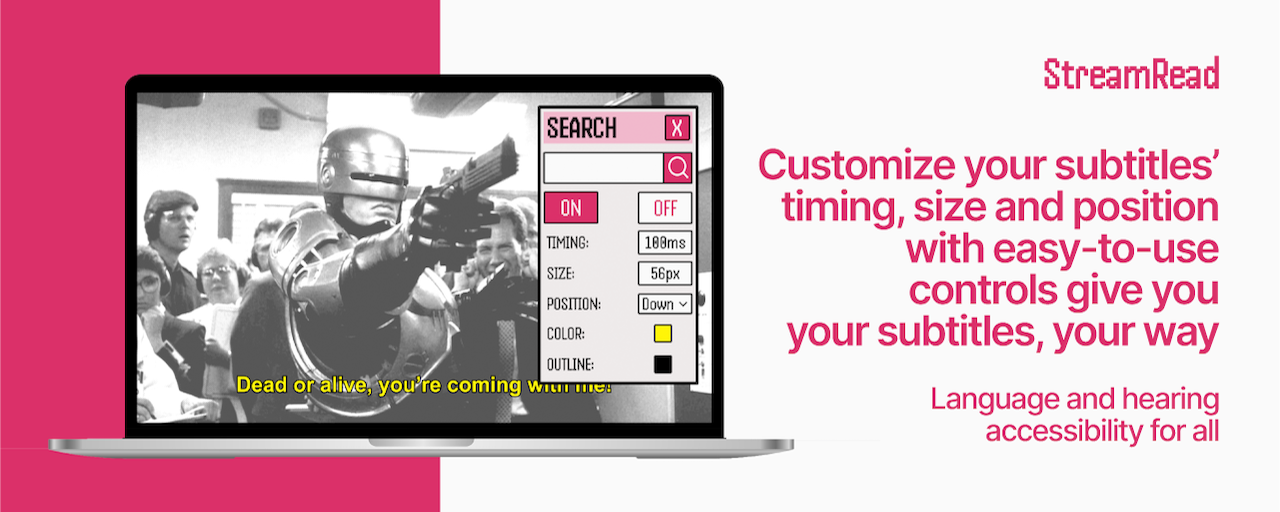 StreamRead
Customize your subtitles’
timing, size and position
with easy-to-use
controls give you
your subtitles, your way
Language and hearing
accessibility for all
SEARCH X
ON OFF
TIMING: 100ms
SIZE: 56px
POSITION: Down
COLOR:
OUTLINE:
Dead or alive, you’re coming with me!